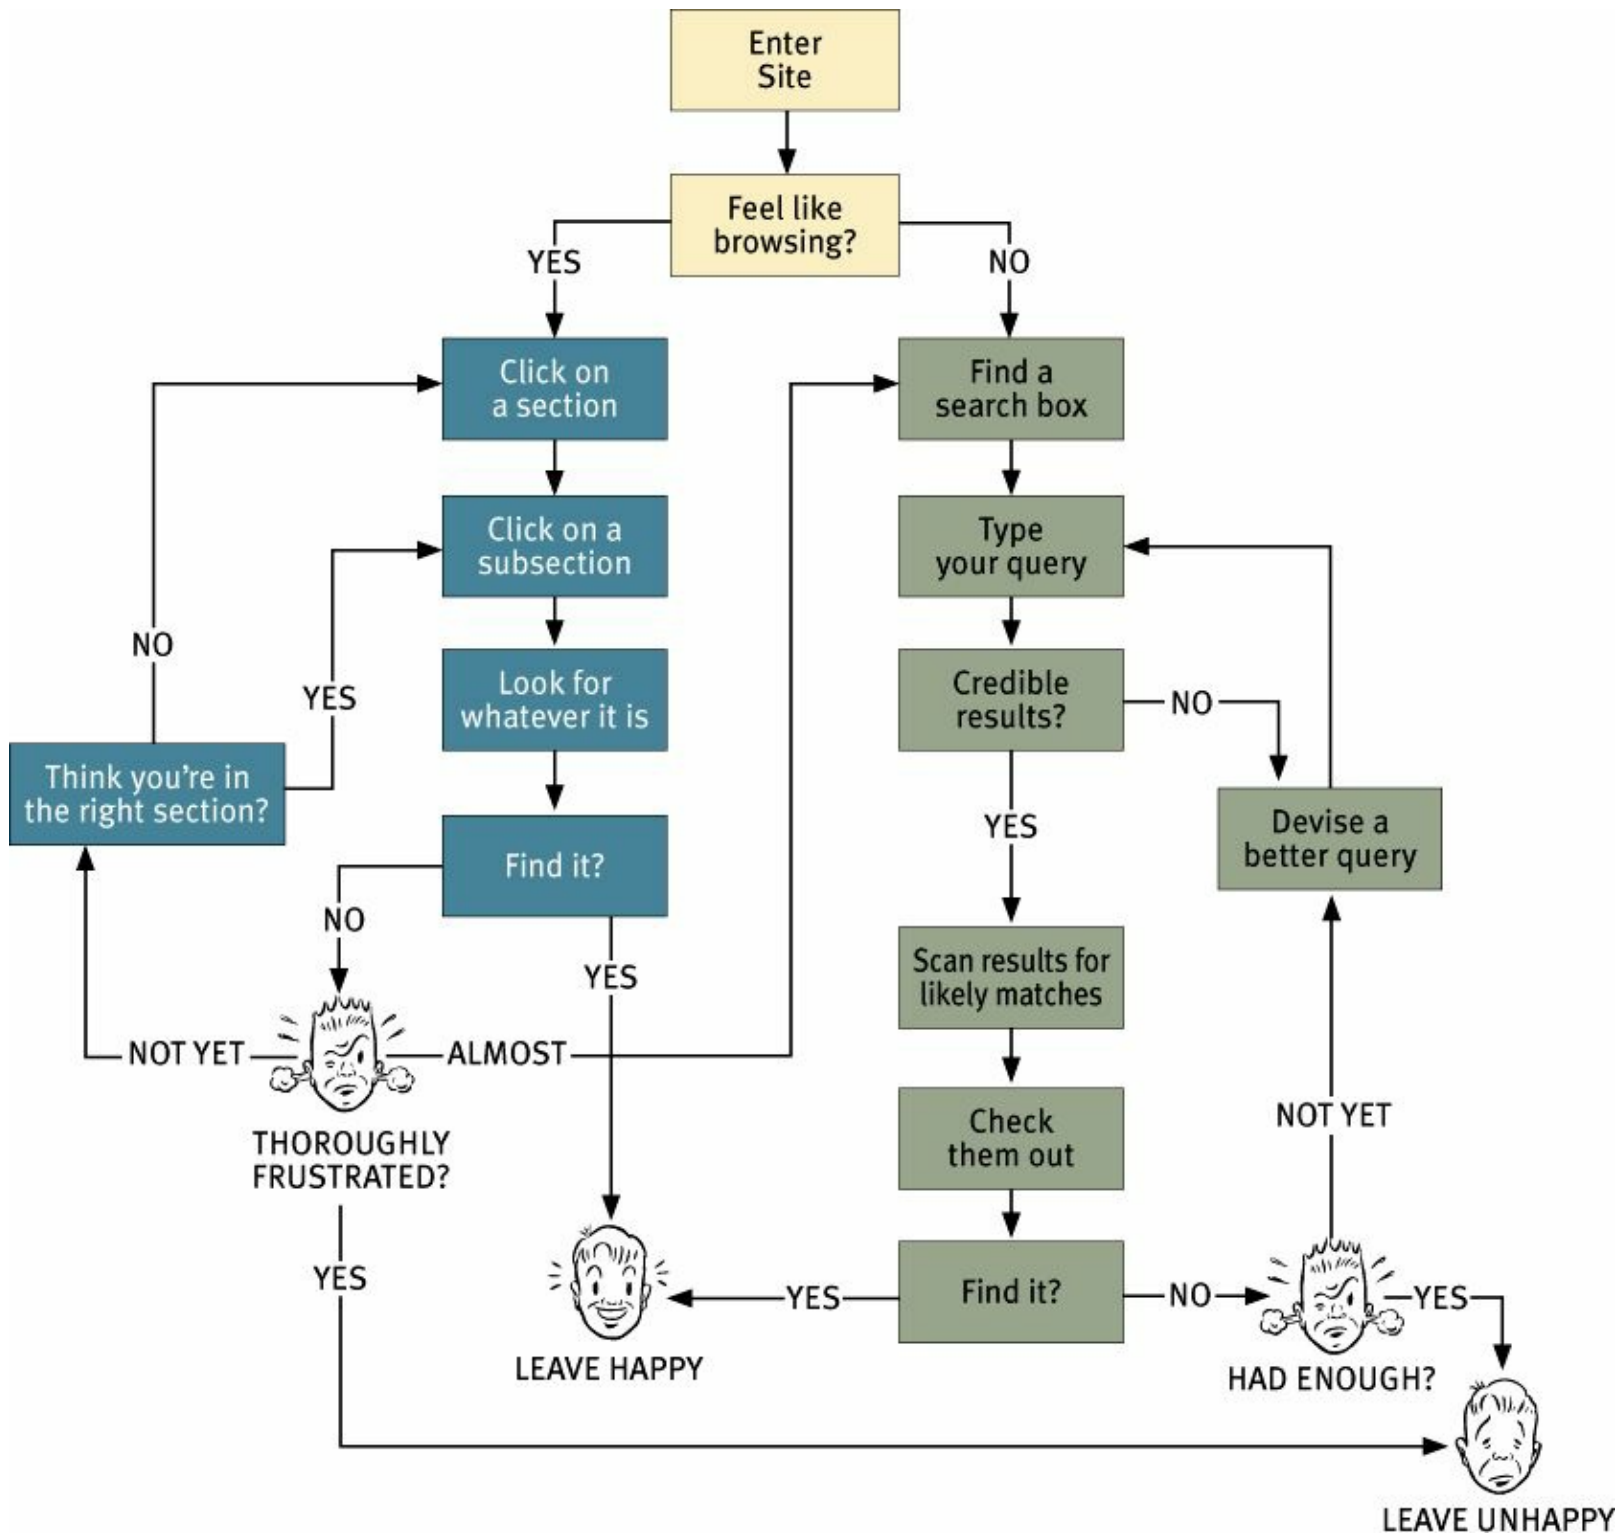 Enter
Site
Feel like
browsing?
YES
NO
Click on
a section
Find a
search box
Click on a
subsection
Type
your query
NO
YES
Look for
whatever it is
Credible
results?
NO
Think you're in
the right section?
YES
Devise a
better query
Find it?
NO
YES
Scan results for
likely matches
NOT YET
ALMOST
THOROUGHLY
FRUSTRATED?
Check
them out
NOT YET
YES
Find it?
YES
NO
YES
LEAVE HAPPY
HAD ENOUGH?
LEAVE UNHAPPY